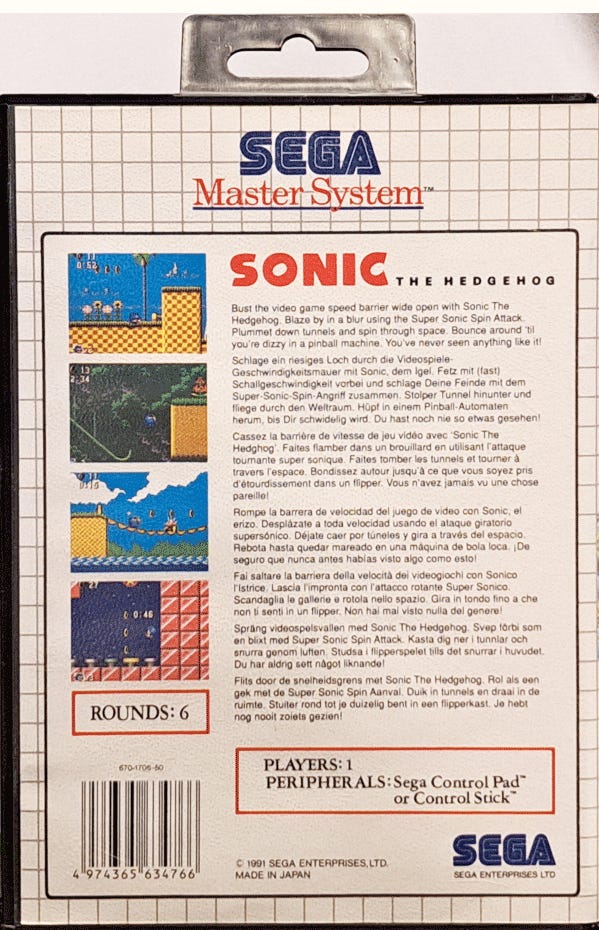 SEGA
Master System™
SONIC THE HEDGEHOG
Bust the video game speed barrier wide open with Sonic The
Hedgehog. Blaze by in a blur using the Super Sonic Spin Attack.
Plummet down tunnels and spin through space. Bounce around 'til
you're dizzy in a pinball machine. You've never seen anything like it!
Schlage ein riesiges Loch durch die Videospiele-
Geschwindigkeitsmauer mit Sonic, dem Igel. Fetz mit (fast)
Schallgeschwindigkeit vorbei und schlage Deine Feinde mit dem
Super-Sonic-Spin-Angriff zusammen. Stolper Tunnel hinunter und
fliege durch den Weltraum. Hüpf in einem Pinball-Automaten
herum, bis Dir schwidelig wird. Du hast noch nie so etwas gesehen!
Cassez la barrière de vitesse de jeu vidéo avec 'Sonic The
Hedghog'. Faites flamber dans un brouillard en utilisant l'attaque
tournante super sonique. Faites tomber les tunnels et tourner à
travers l'espace. Bondissez autour jusqu'à ce que vous soyez pris
d'étourdissement dans un flipper. Vous n'avez jamais vu une chose
pareille!
Rompe la barrera de velocidad del juego de video con Sonic, el
erizo. Desplázate a toda velocidad usando el ataque giratorio
supersónico. Déjate caer por túneles y gira a través del espacio.
Rebota hasta quedar mareado en una máquina de bola loca. ¡De
seguro que nunca antes habías visto algo como esto!
Fai saltare la barriera della velocità dei videogiochi con Sonico
l'Istrice. Lascia l'impronta con l'attacco rotante Super Sonico.
Scandaglia le gallerie e rotola nello spazio. Gira in tondo fino a che
non ti senti in un flipper. Non hai mai visto nulla del genere!
Spräng videospelsvallen med Sonic The Hedgehog. Svep förbi som
en blixt med Super Sonic Spin Attack. Kasta dig ner i tunnlar och
snurra genom luften. Studsa i flipperspelet tills det snurrar i huvudet.
Du har aldrig sett något liknande!
Flits door de snelheidsgrens met Sonic The Hedgehog. Rol als een
gek met de Super Sonic Spin Aanval. Duik in tunnels en draai in de
ruimte. Stuiter rond tot je duizelig bent in een flipperkast. Je hebt
nog nooit zoiets gezien!
ROUNDS: 6
670-1706-50
4 974365 634766
PLAYERS: 1
PERIPHERALS: Sega Control Pad™
or Control Stick™
© 1991 SEGA ENTERPRISES, LTD.
MADE IN JAPAN
SEGA
SEGA ENTERPRISES LTD